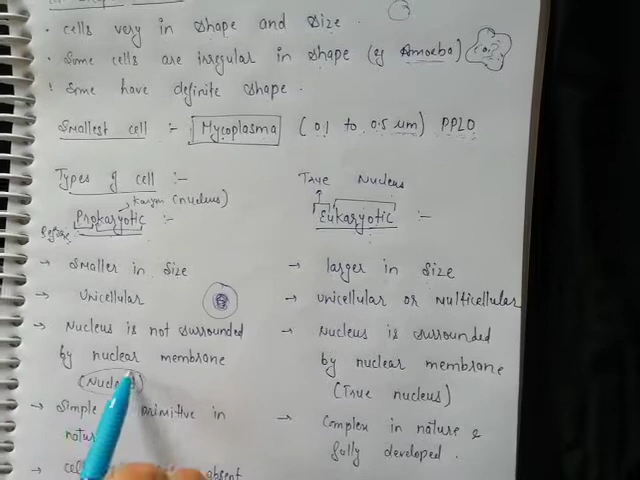 · cells very in shape and size.
· Some cells are irregular in shape (eg Amoeba)
· Some have definite shape.
Smallest cell :- Mycoplasma (0.1 to 0.5 um) PPLO
Types of cell :-
Karyon (nucleus)
Prokaryotic :-
Before
→ Smaller in size
→ Unicellular
→ Nucleus is not surrounded
by nuclear membrane
→ Simple primitive in
absent
True Nucleus
Eukaryotic :-
→ larger in size
→ unicellular or Multicellular
→ Nucleus is surrounded
by nuclear membrane
(True nucleus)
→ Complex in nature &
fully developed.